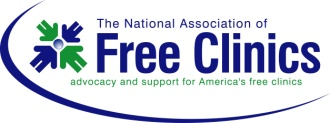 The National Association of
Free Clinics
advocacy and support for America's free clinics